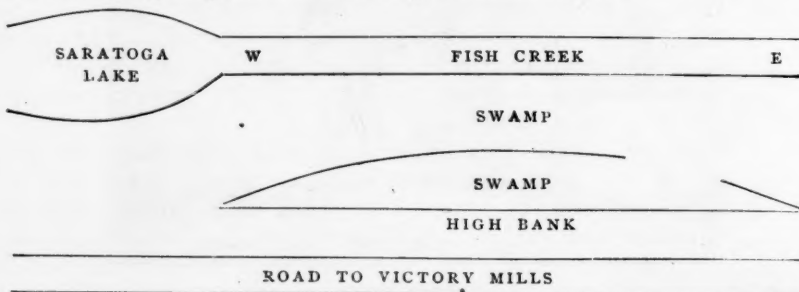 SARATOGA
LAKE
W FISH CREEK E
SWAMP
SWAMP
HIGH BANK
ROAD TO VICTORY MILLS